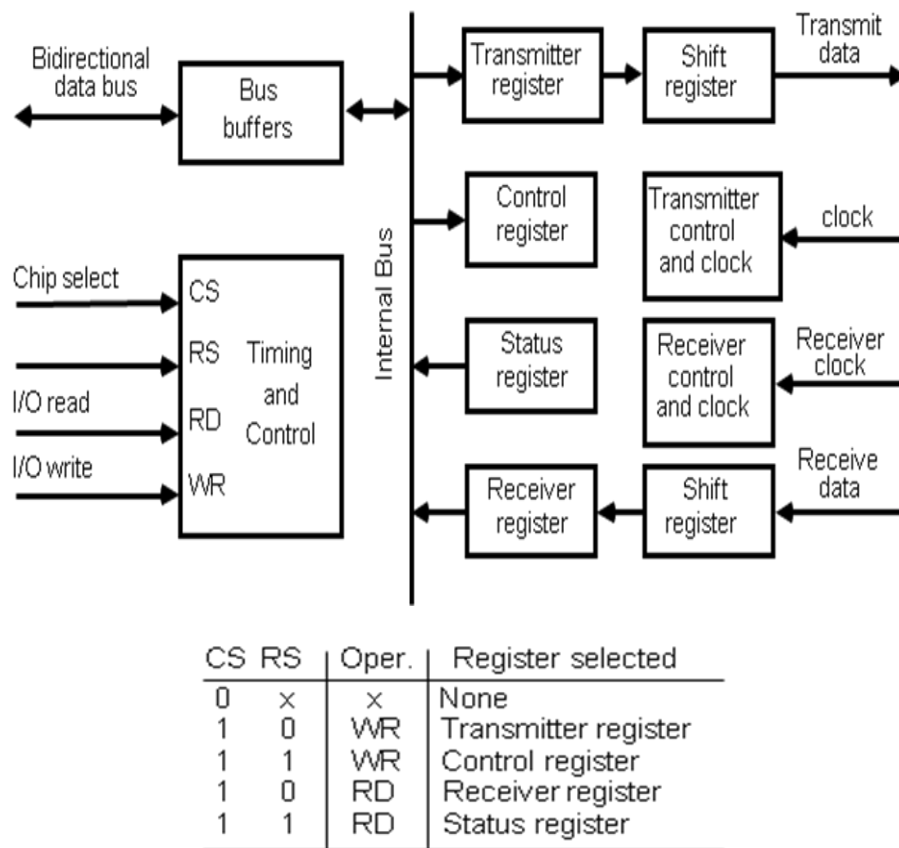 Bidirectional
data bus
Bus
buffers
Chip select
I/O read
I/O write
CS
RS
RD
WR
Timing
and
Control
Internal Bus
Transmitter
register
Shift
register
Transmit
data
Control
register
Transmitter
control
and clock
clock
Status
register
Receiver
control
and clock
Receiver
clock
Receiver
register
Shift
register
Receive
data
CS RS Oper. Register selected
0 x x None
1 0 WR Transmitter register
1 1 WR Control register
1 0 RD Receiver register
1 1 RD Status register